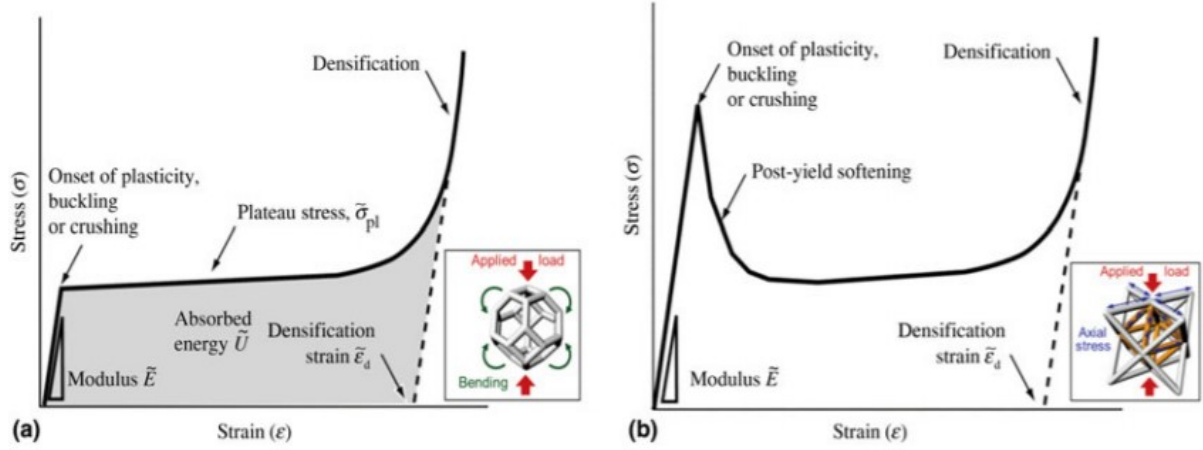 Densification
Onset of plasticity,
buckling
or crushing
Plateau stress, σ̃pl
Stress (σ)
Applied load
Absorbed
energy Ũ
Densification
strain ε̃d
Modulus Ẽ
Bending
(a)
Strain (ε)
Onset of plasticity,
buckling
or crushing
Densification
Post-yield softening
Stress (σ)
Applied load
Axial
stress
Densification
strain ε̃d
Modulus Ẽ
(b)
Strain (ε)